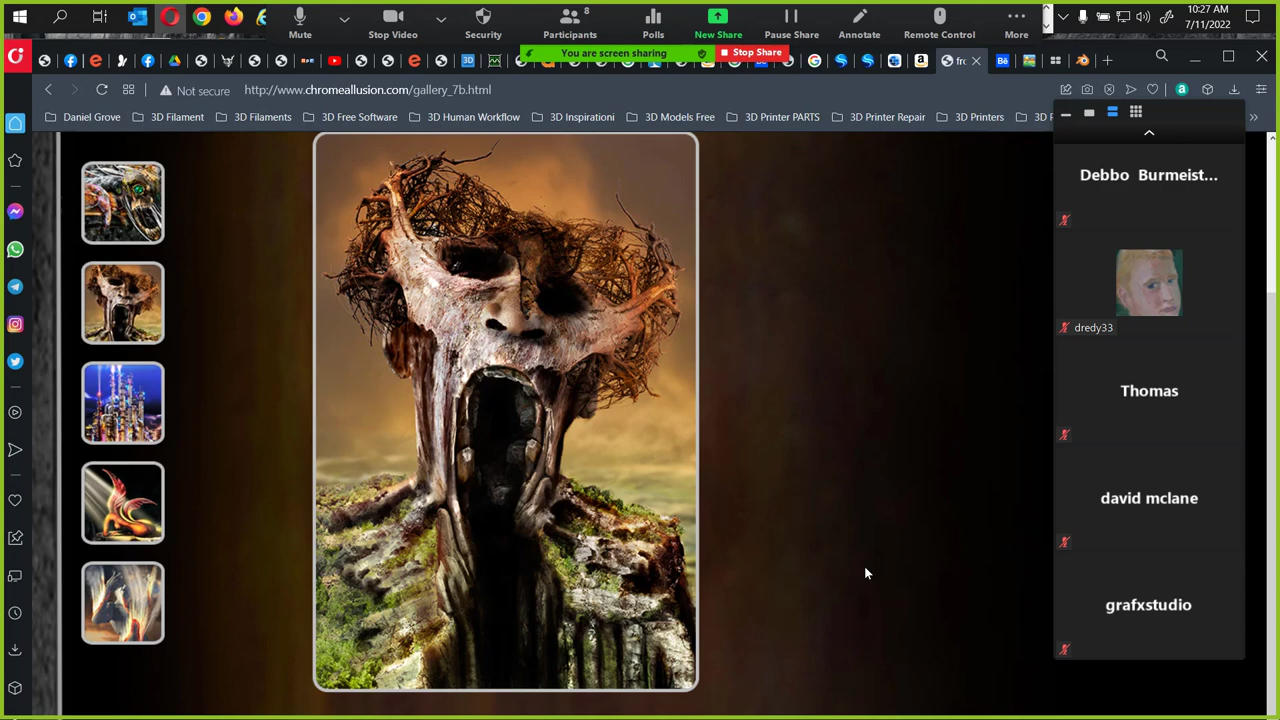 10:27 AM
7/11/2022
8
Mute
Stop Video
Security
Participants
Polls
New Share
Pause Share
Annotate
Remote Control
More
You are screen sharing
Stop Share
Not secure
http://www.chromeallusion.com/gallery_7b.html
Daniel Grove
3D Filament
3D Filaments
3D Free Software
3D Human Workflow
3D Inspirationi
3D Models Free
3D Printer PARTS
3D Printer Repair
3D Printers
Debbo Burmeist...
dredy33
Thomas
david mclane
grafxstudio